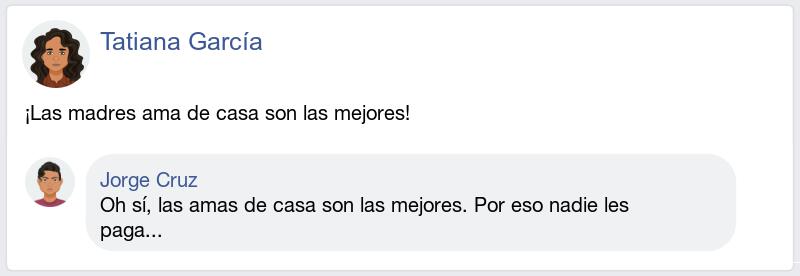 Tatiana García
¡Las madres ama de casa son las mejores!
Jorge Cruz
Oh sí, las amas de casa son las mejores. Por eso nadie les
paga...